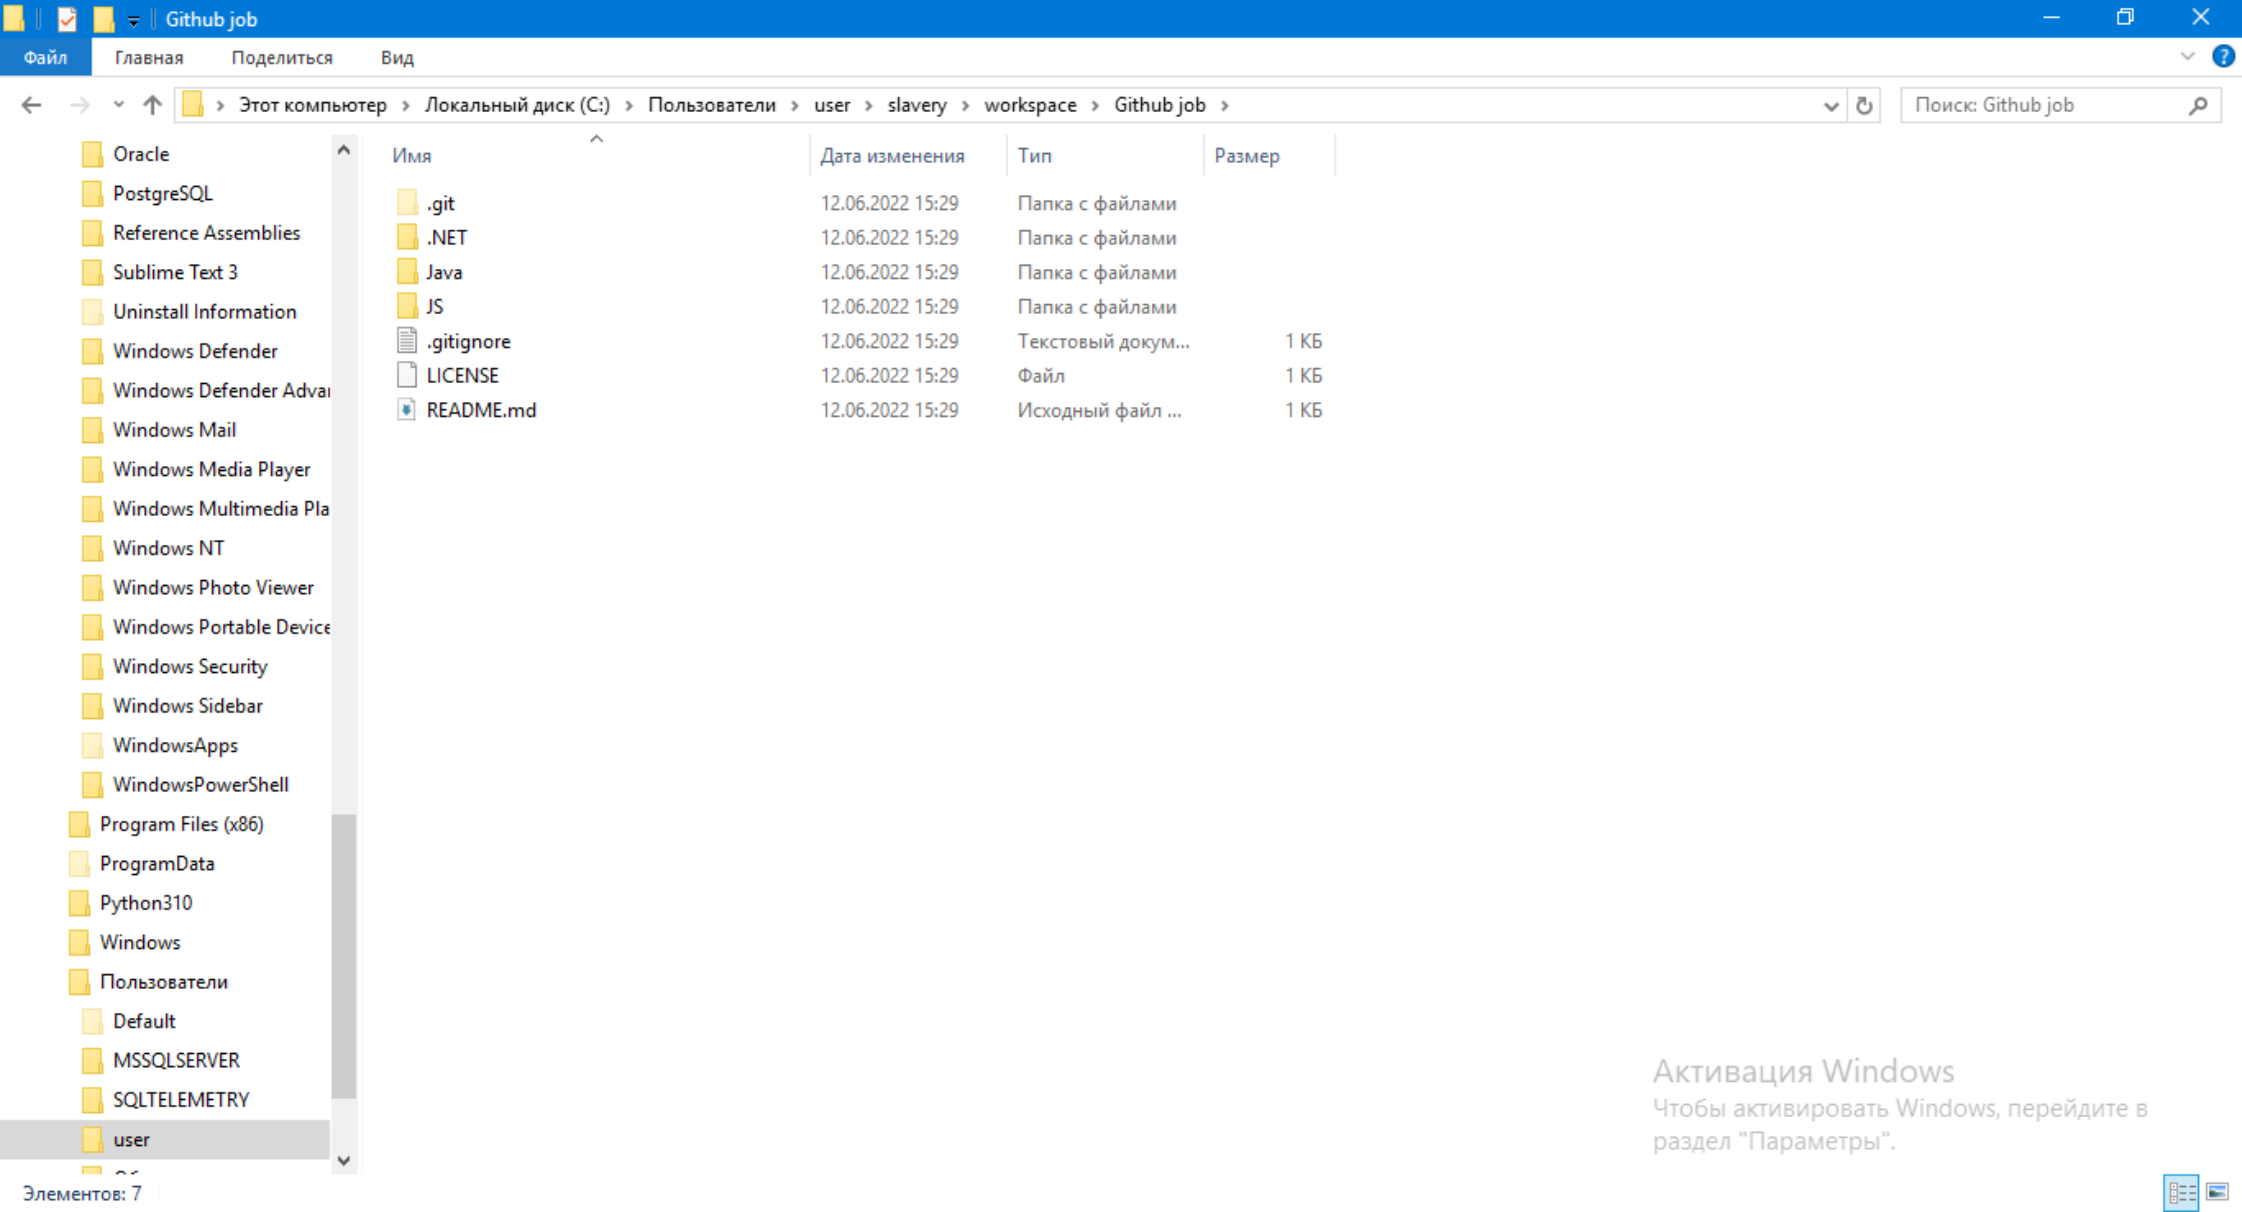 Github job
Файл Главная Поделиться Вид
Этот компьютер Локальный диск (C:) Пользователи user slavery workspace Github job Поиск: Github job
Oracle
PostgreSQL
Reference Assemblies
Sublime Text 3
Uninstall Information
Windows Defender
Windows Defender Advar
Windows Mail
Windows Media Player
Windows Multimedia Pla
Windows NT
Windows Photo Viewer
Windows Portable Device
Windows Security
Windows Sidebar
WindowsApps
WindowsPowerShell
Program Files (x86)
ProgramData
Python310
Windows
Пользователи
Default
MSSQLSERVER
SQLTELEMETRY
user
Имя Дата изменения Тип Размер
.git 12.06.2022 15:29 Папка с файлами
.NET 12.06.2022 15:29 Папка с файлами
Java 12.06.2022 15:29 Папка с файлами
JS 12.06.2022 15:29 Папка с файлами
.gitignore 12.06.2022 15:29 Текстовый докум... 1 КБ
LICENSE 12.06.2022 15:29 Файл 1 КБ
README.md 12.06.2022 15:29 Исходный файл ... 1 КБ
Активация Windows
Чтобы активировать Windows, перейдите в
раздел "Параметры".
Элементов: 7